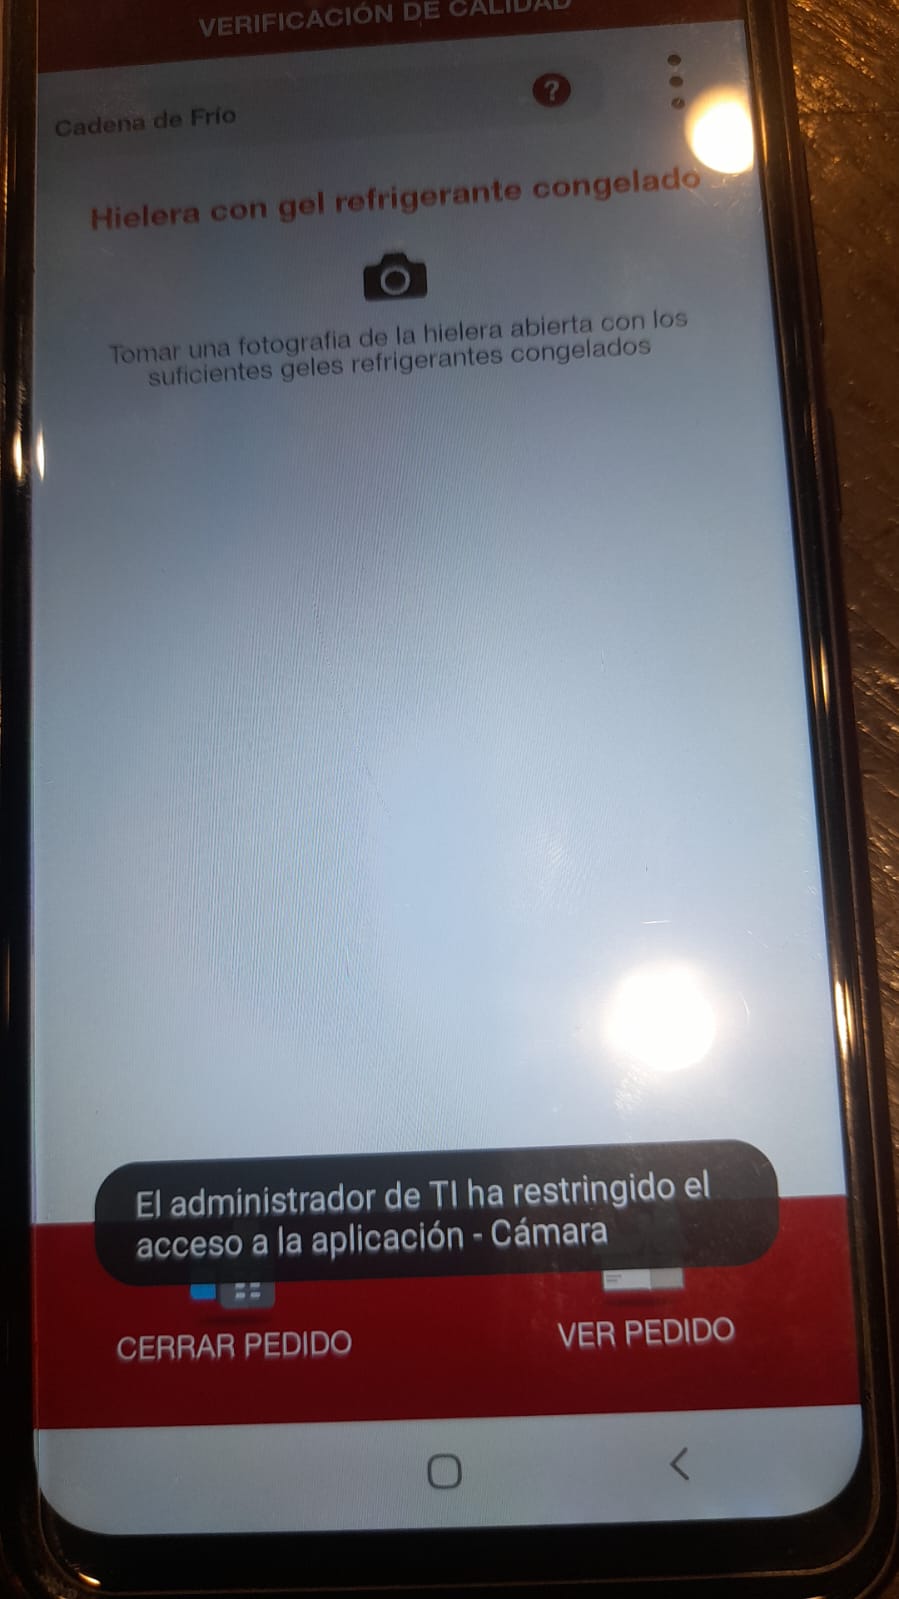 VERIFICACIÓN DE CALIDAD
Cadena de Frío
?
Hielera con gel refrigerante congelado
Tomar una fotografia de la hielera abierta con los
suficientes geles refrigerantes congelados
El administrador de TI ha restringido el
acceso a la aplicación - Cámara
CERRAR PEDIDO
VER PEDIDO